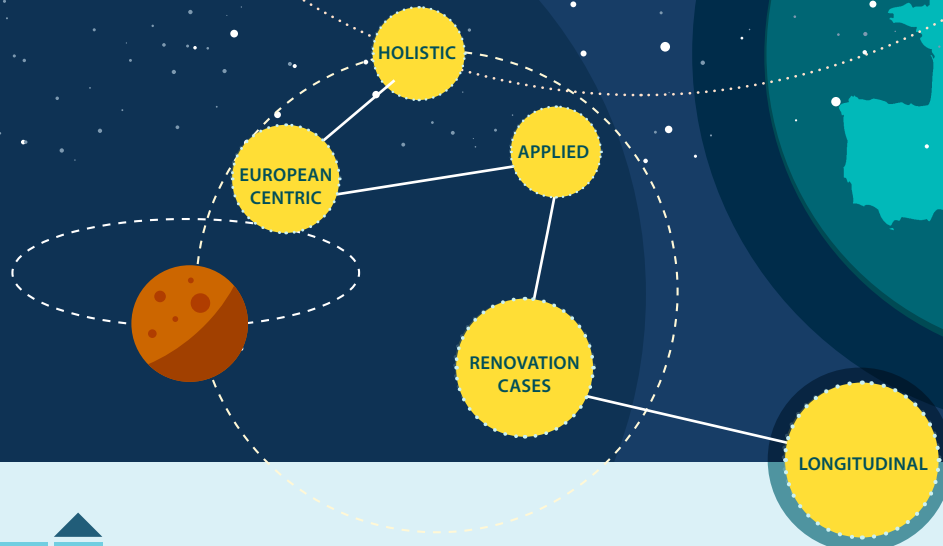 HOLISTIC
EUROPEAN
CENTRIC
APPLIED
RENOVATION
CASES
LONGITUDINAL